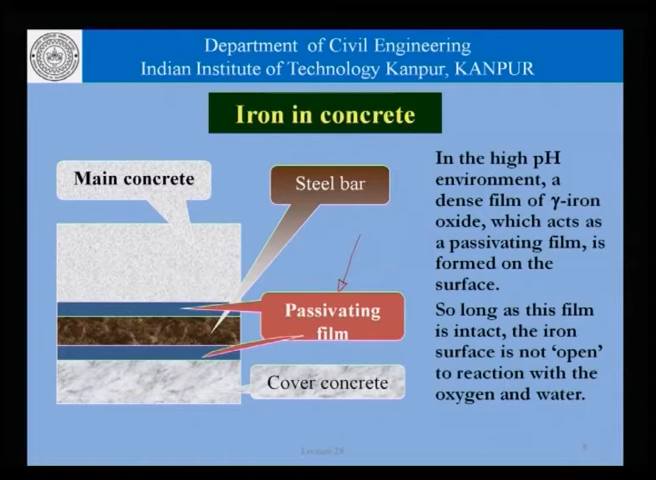 Department of Civil Engineering
Indian Institute of Technology Kanpur, KANPUR
Iron in concrete
Main concrete
Steel bar
Passivating
film
Cover concrete
In the high pH
environment, a
dense film of γ-iron
oxide, which acts as
a passivating film, is
formed on the
surface.
So long as this film
is intact, the iron
surface is not ‘open’
to reaction with the
oxygen and water.
Lecture 28